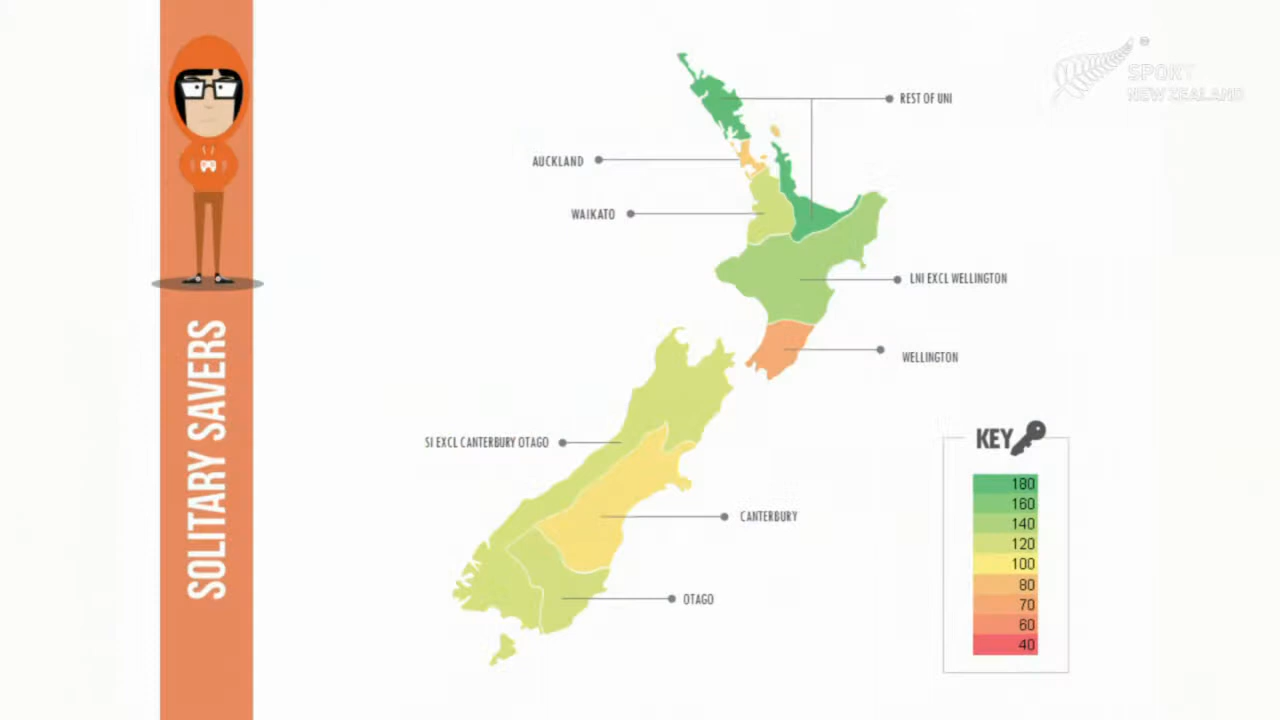 SPORT
NEW ZEALAND
REST OF UNI
AUCKLAND
WAIKATO
LNI EXCL WELLINGTON
WELLINGTON
SOLITARY SAVERS
SI EXCL CANTERBURY OTAGO
CANTERBURY
OTAGO
KEY
180
160
140
120
100
80
70
60
40